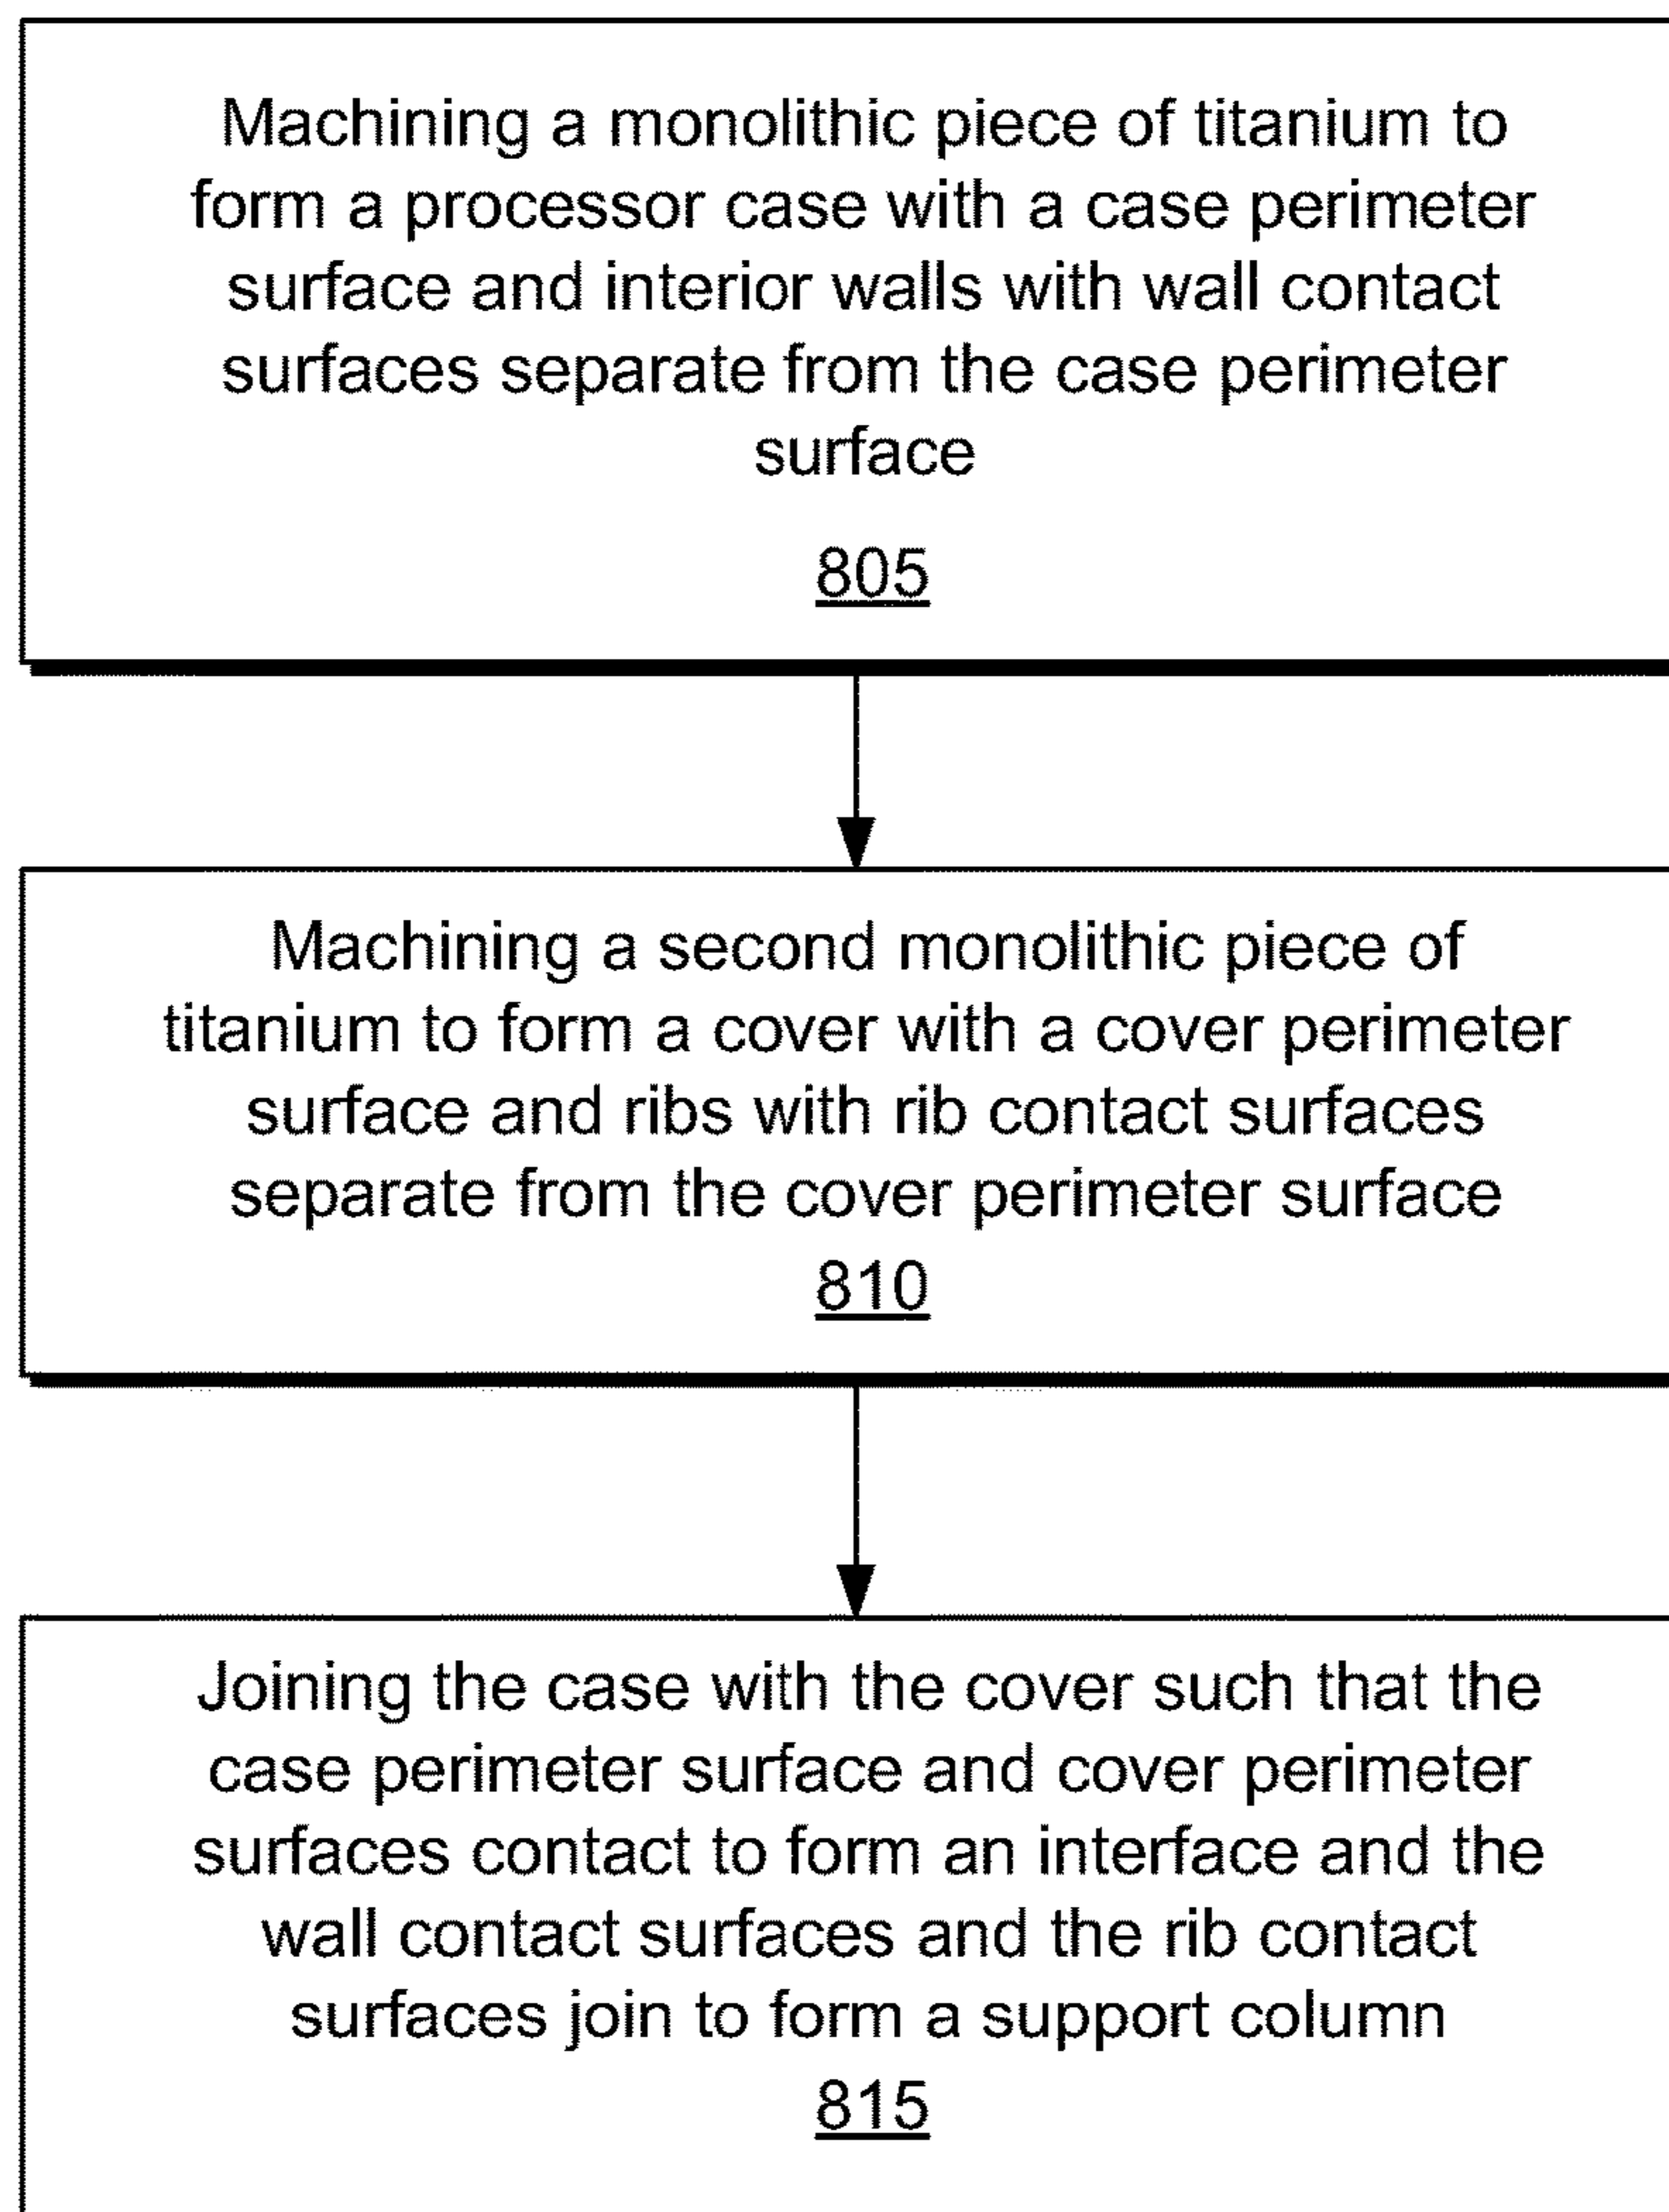 Machining a monolithic piece of titanium to
form a processor case with a case perimeter
surface and interior walls with wall contact
surfaces separate from the case perimeter
surface
805
Machining a second monolithic piece of
titanium to form a cover with a cover perimeter
surface and ribs with rib contact surfaces
separate from the cover perimeter surface
810
Joining the case with the cover such that the
case perimeter surface and cover perimeter
surfaces contact to form an interface and the
wall contact surfaces and the rib contact
surfaces join to form a support column
815